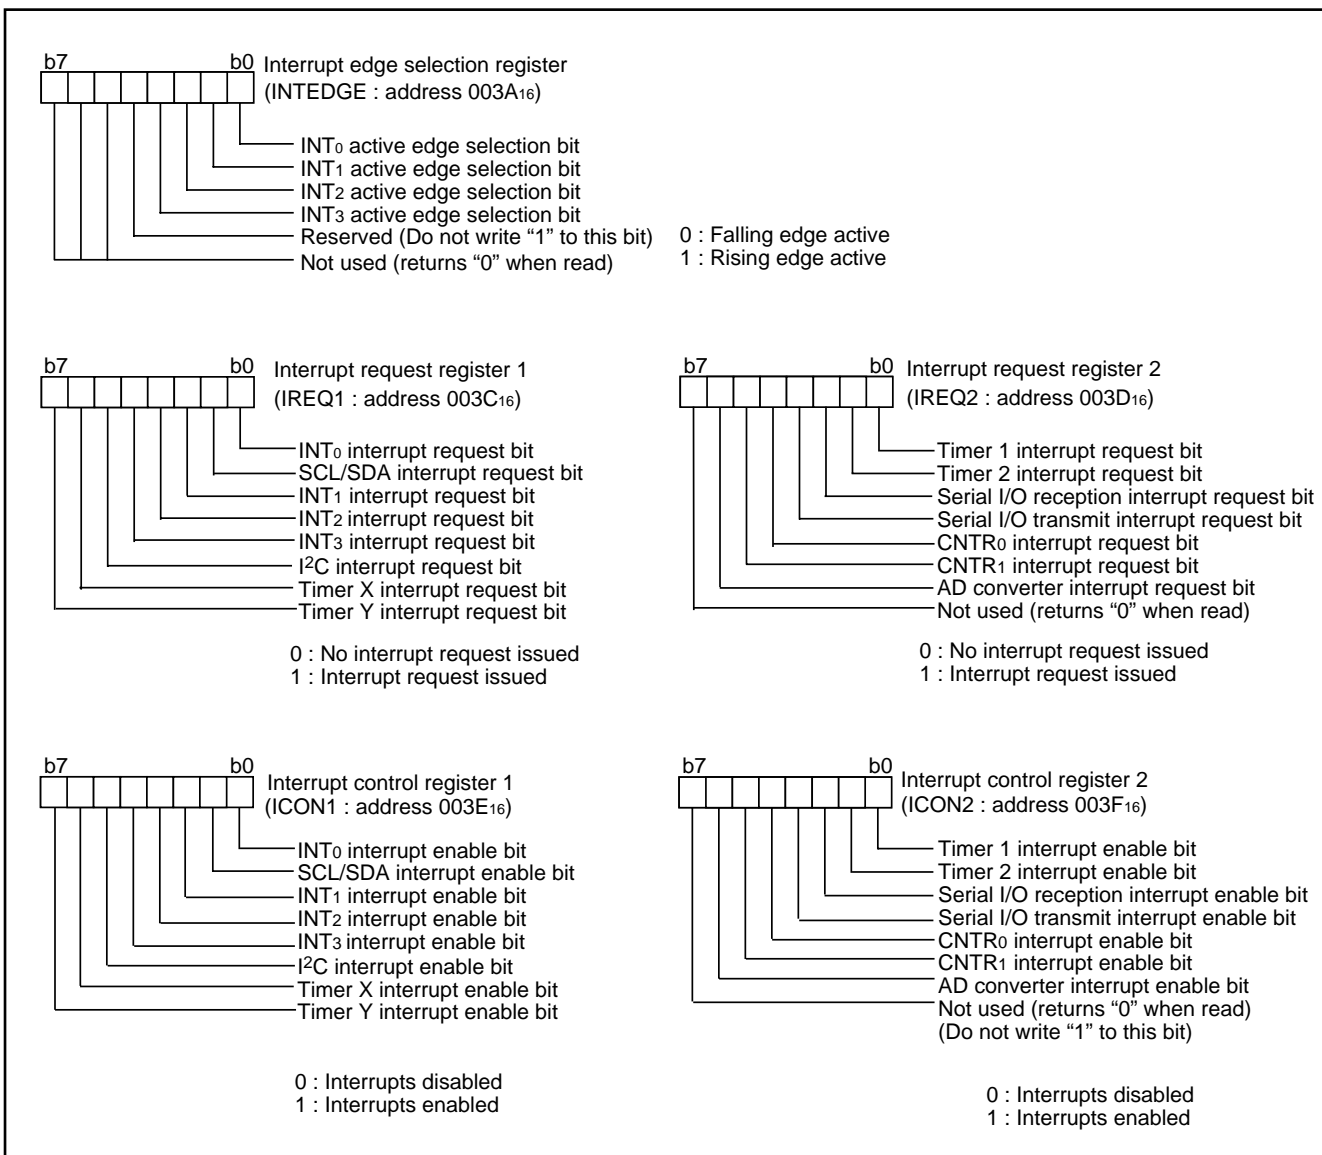 b7 b0 Interrupt edge selection register
(INTEDGE : address 003A16)
INT0 active edge selection bit
INT1 active edge selection bit
INT2 active edge selection bit
INT3 active edge selection bit
Reserved (Do not write “1” to this bit)
Not used (returns “0” when read)
0 : Falling edge active
1 : Rising edge active
b7 b0 Interrupt request register 1
(IREQ1 : address 003C16)
INT0 interrupt request bit
SCL/SDA interrupt request bit
INT1 interrupt request bit
INT2 interrupt request bit
INT3 interrupt request bit
I2C interrupt request bit
Timer X interrupt request bit
Timer Y interrupt request bit
0 : No interrupt request issued
1 : Interrupt request issued
b7 b0 Interrupt request register 2
(IREQ2 : address 003D16)
Timer 1 interrupt request bit
Timer 2 interrupt request bit
Serial I/O reception interrupt request bit
Serial I/O transmit interrupt request bit
CNTR0 interrupt request bit
CNTR1 interrupt request bit
AD converter interrupt request bit
Not used (returns “0” when read)
0 : No interrupt request issued
1 : Interrupt request issued
b7 b0 Interrupt control register 1
(ICON1 : address 003E16)
INT0 interrupt enable bit
SCL/SDA interrupt enable bit
INT1 interrupt enable bit
INT2 interrupt enable bit
INT3 interrupt enable bit
I2C interrupt enable bit
Timer X interrupt enable bit
Timer Y interrupt enable bit
0 : Interrupts disabled
1 : Interrupts enabled
b7 b0 Interrupt control register 2
(ICON2 : address 003F16)
Timer 1 interrupt enable bit
Timer 2 interrupt enable bit
Serial I/O reception interrupt enable bit
Serial I/O transmit interrupt enable bit
CNTR0 interrupt enable bit
CNTR1 interrupt enable bit
AD converter interrupt enable bit
Not used (returns “0” when read)
(Do not write “1” to this bit)
0 : Interrupts disabled
1 : Interrupts enabled